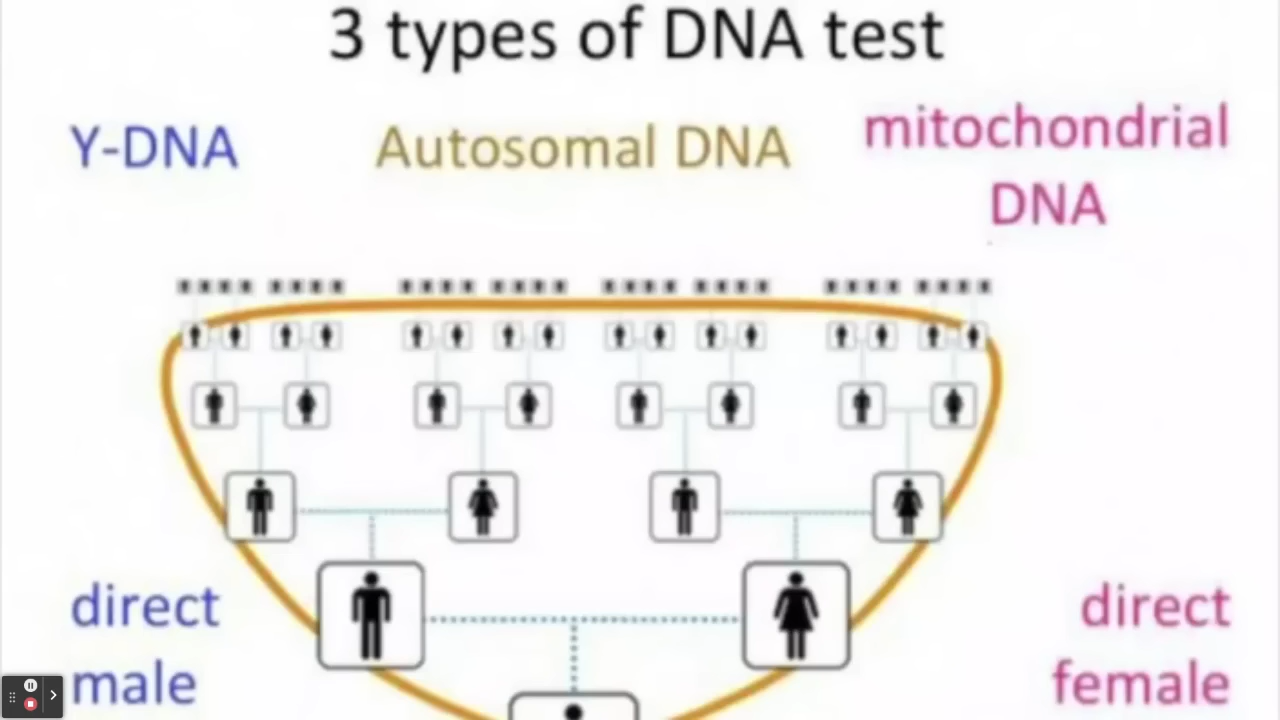 3 types of DNA test
Y-DNA
Autosomal DNA
mitochondrial
DNA
direct
male
direct
female